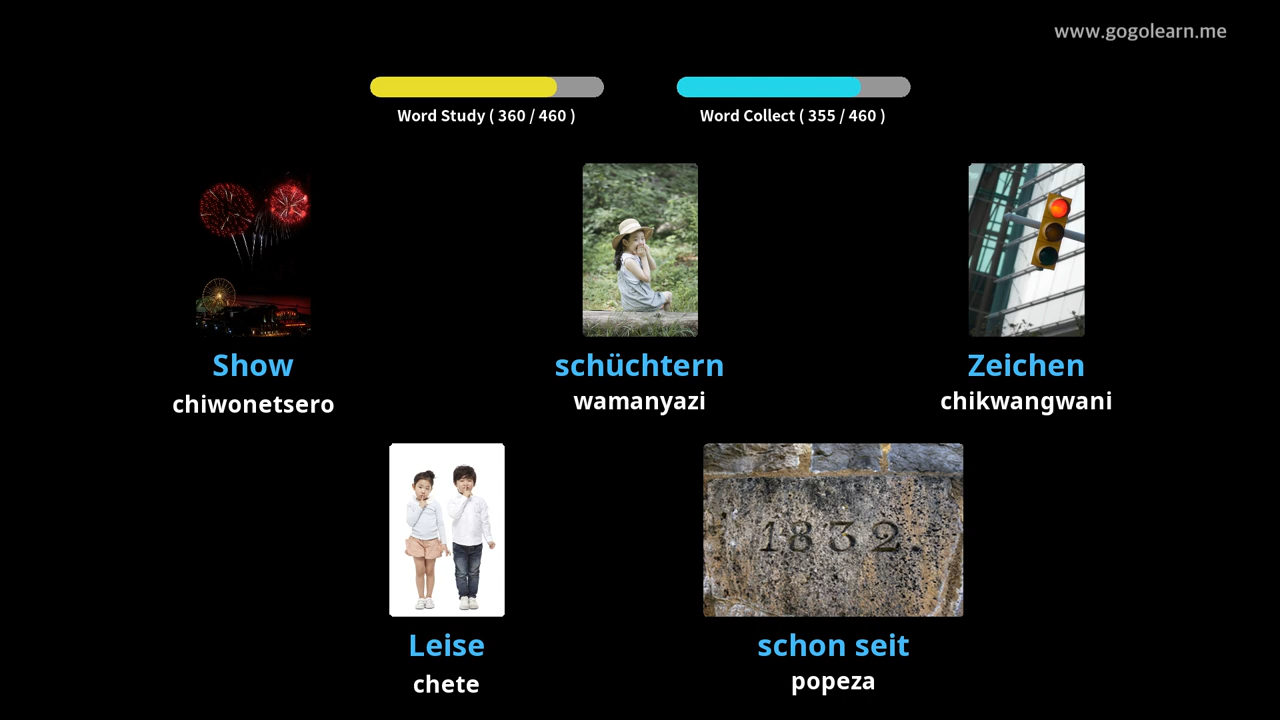 www.gogolearn.me
Word Study ( 360 / 460 )
Word Collect ( 355 / 460 )
Show
schüchtern
Zeichen
chiwonetsero
wamanyazi
chikwangwani
1832.
Leise
schon seit
chete
popeza